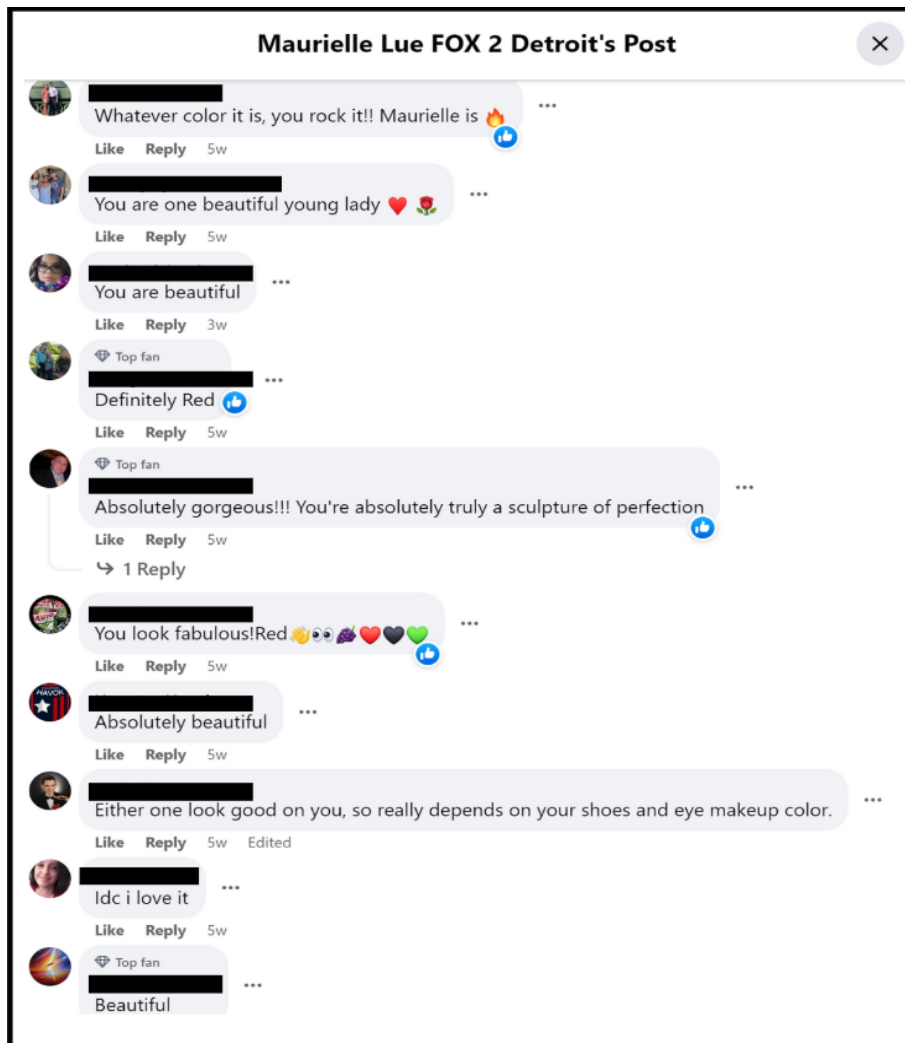 Maurielle Lue FOX 2 Detroit's Post
Whatever color it is, you rock it!! Maurielle is 🔥
Like Reply 5w
You are one beautiful young lady ❤️ 🌹
Like Reply 5w
You are beautiful
Like Reply 3w
Top fan
Definitely Red
Like Reply 5w
Top fan
Absolutely gorgeous!!! You're absolutely truly a sculpture of perfection
Like Reply 5w
1 Reply
You look fabulous!Red👋👀🍇❤️🖤💚
Like Reply 5w
HAVOK
Absolutely beautiful
Like Reply 5w
Either one look good on you, so really depends on your shoes and eye makeup color.
Like Reply 5w Edited
Idc i love it
Like Reply 5w
Top fan
Beautiful